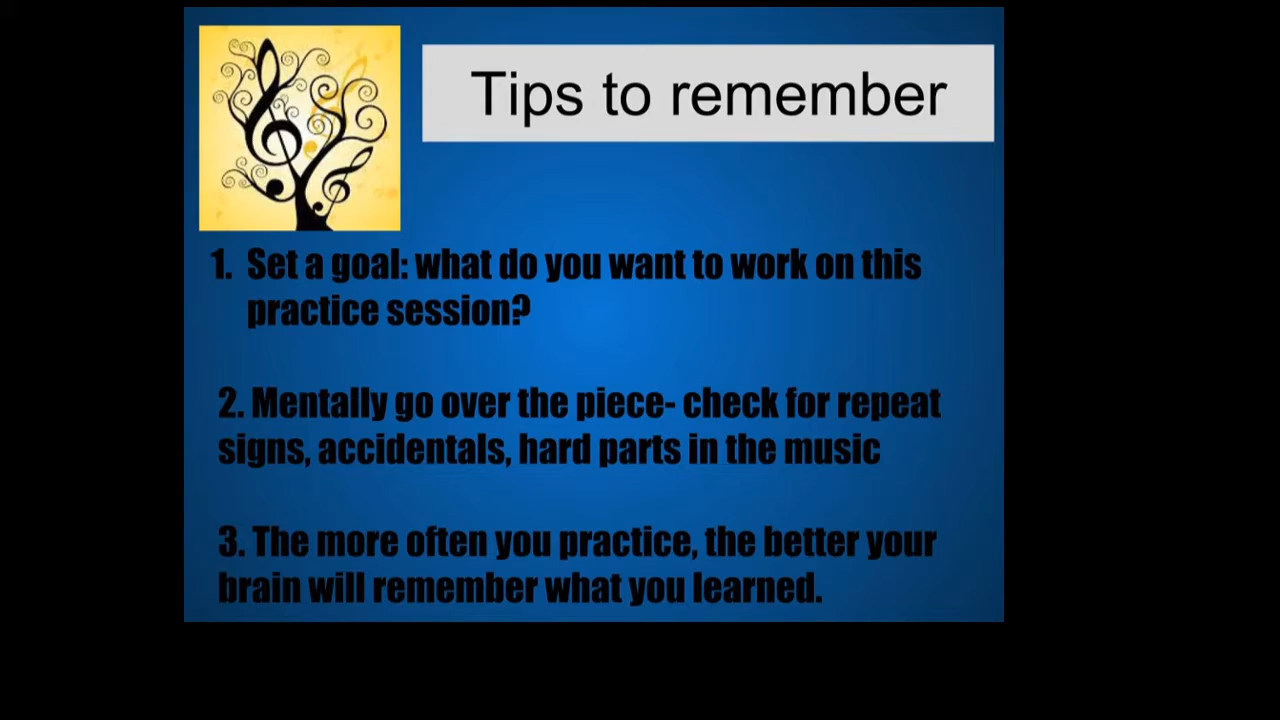 Tips to remember
1. Set a goal: what do you want to work on this
practice session?
2. Mentally go over the piece- check for repeat
signs, accidentals, hard parts in the music
3. The more often you practice, the better your
brain will remember what you learned.